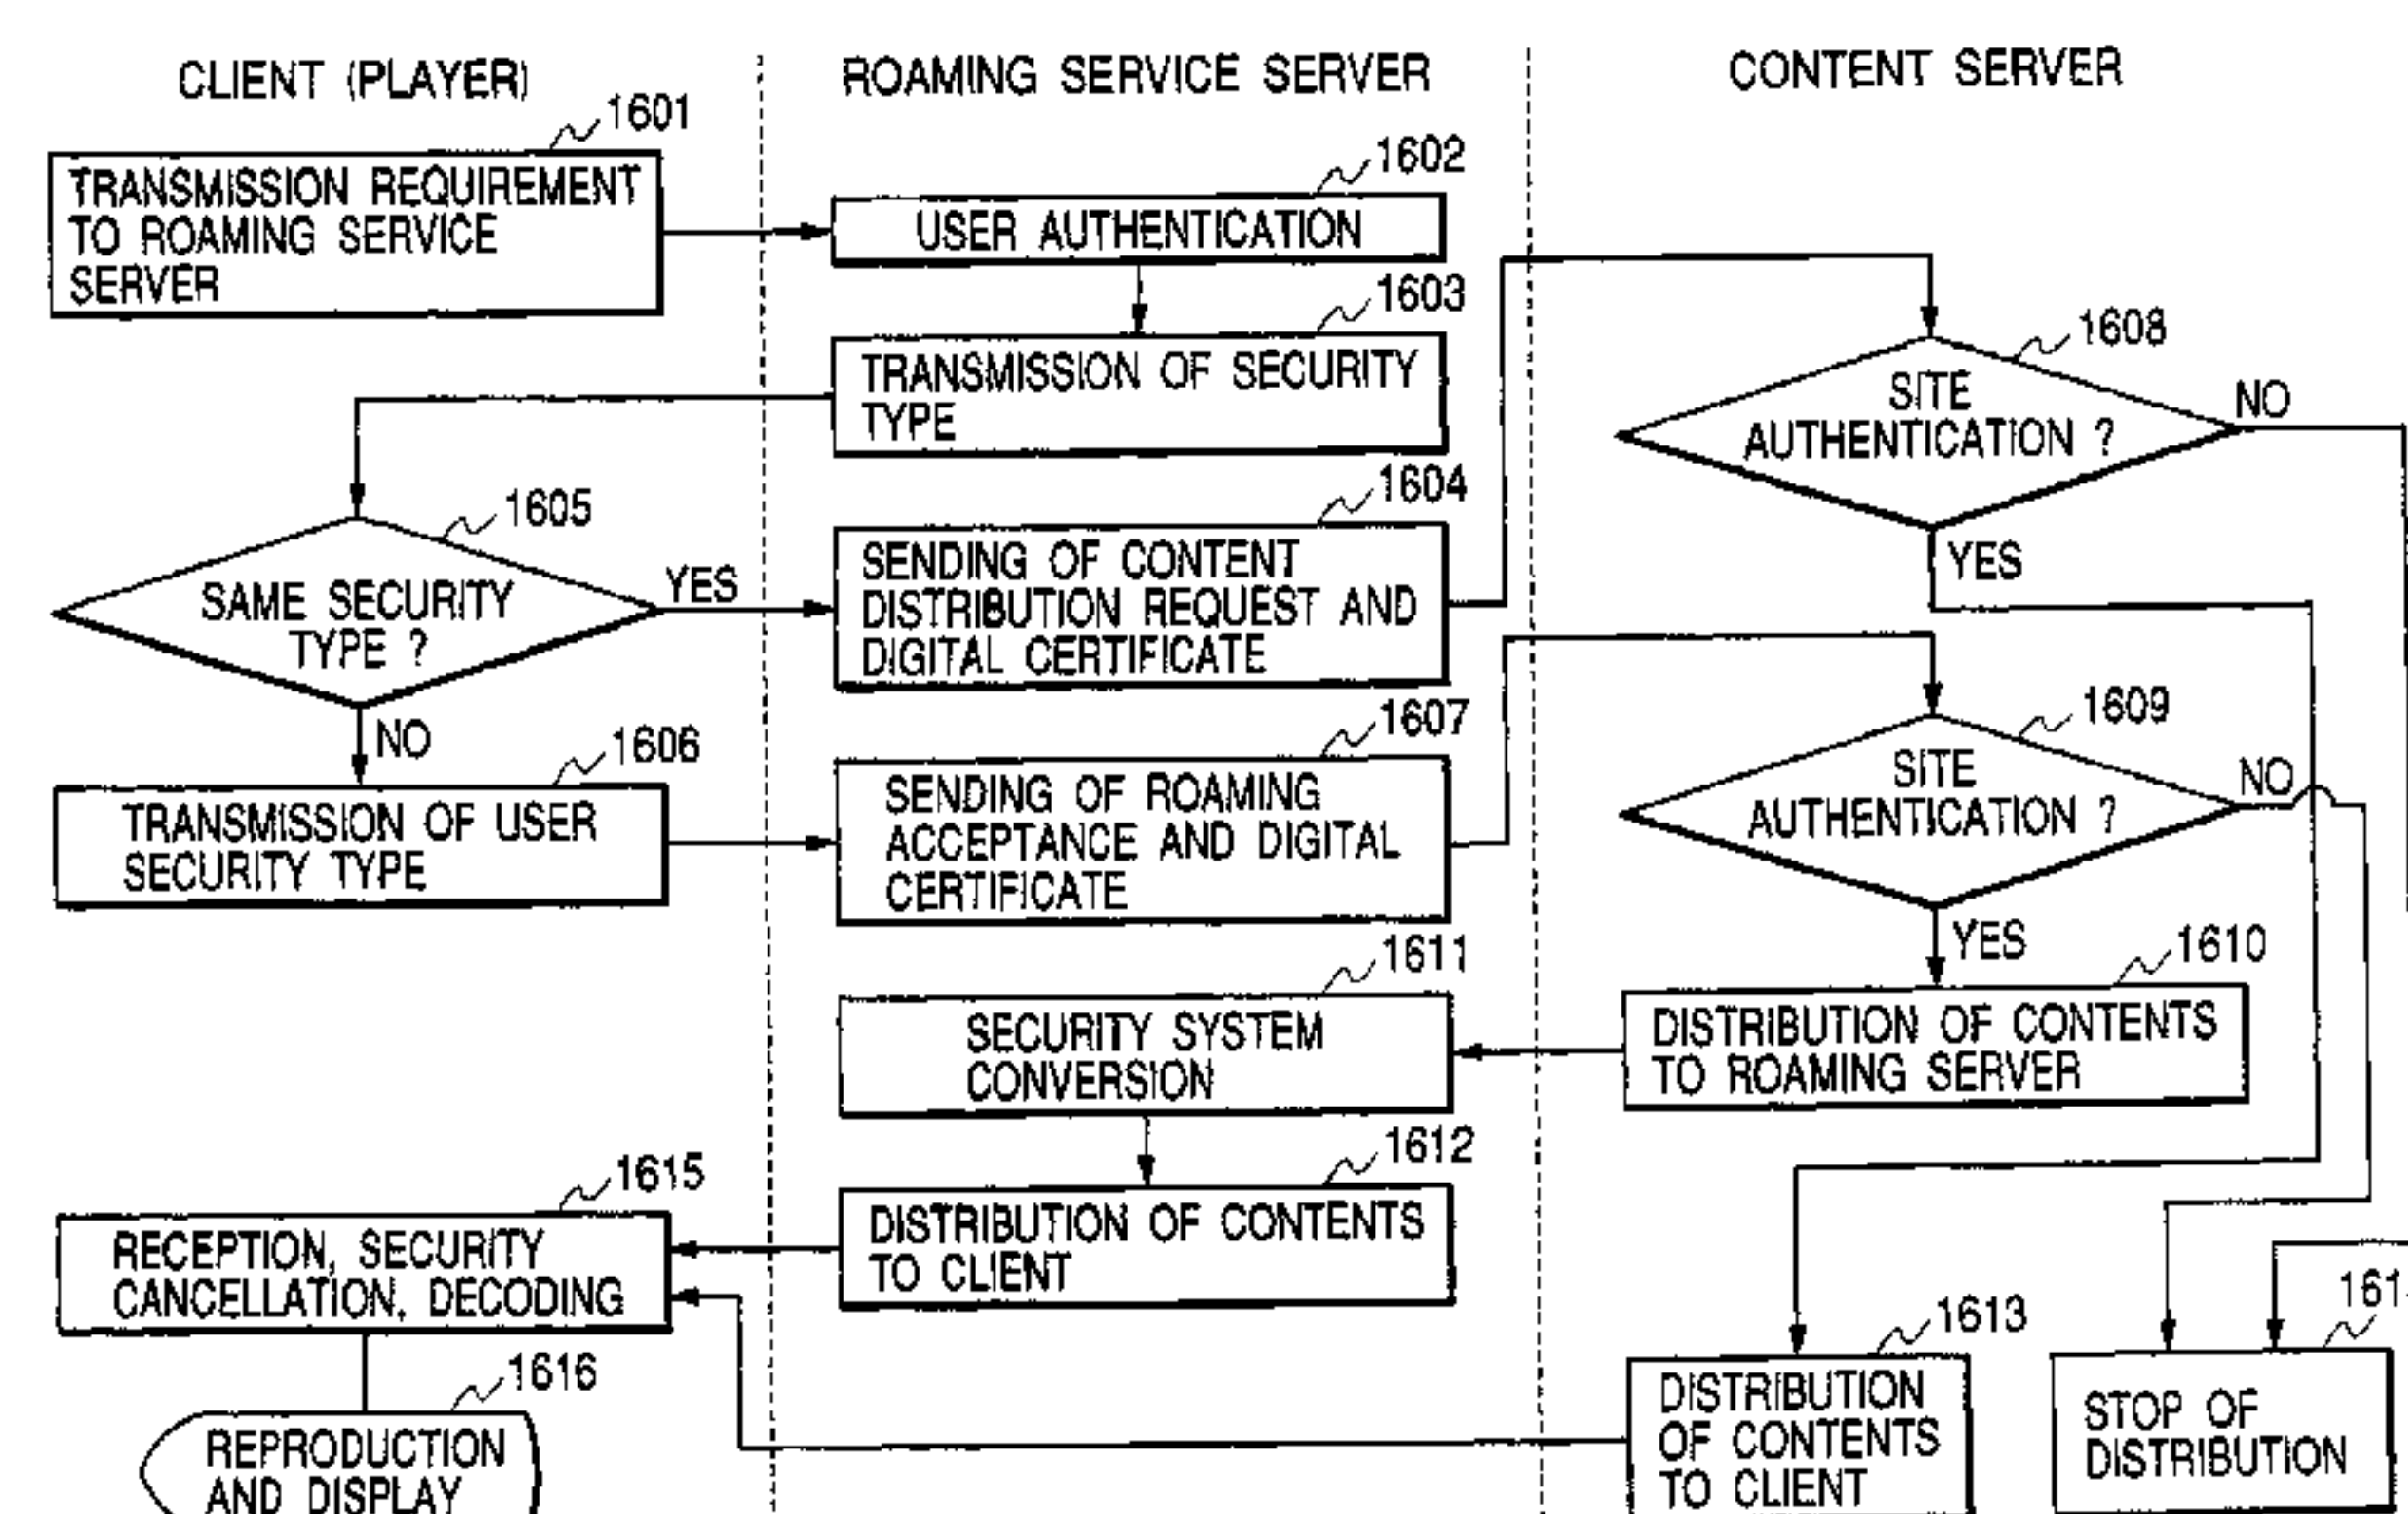 CLIENT (PLAYER)
ROAMING SERVICE SERVER
CONTENT SERVER
1601
TRANSMISSION REQUIREMENT
TO ROAMING SERVICE
SERVER
1602
USER AUTHENTICATION
1603
TRANSMISSION OF SECURITY
TYPE
1608
SITE
AUTHENTICATION ?
NO
YES
1605
SAME SECURITY
TYPE ?
YES
NO
1604
SENDING OF CONTENT
DISTRIBUTION REQUEST AND
DIGITAL CERTIFICATE
1606
TRANSMISSION OF USER
SECURITY TYPE
1607
SENDING OF ROAMING
ACCEPTANCE AND DIGITAL
CERTIFICATE
1609
SITE
AUTHENTICATION ?
NO
YES
1610
DISTRIBUTION OF CONTENTS
TO ROAMING SERVER
1611
SECURITY SYSTEM
CONVERSION
1612
DISTRIBUTION OF CONTENTS
TO CLIENT
1615
RECEPTION, SECURITY
CANCELLATION, DECODING
1616
REPRODUCTION
AND DISPLAY
1613
DISTRIBUTION
OF CONTENTS
TO CLIENT
STOP OF
DISTRIBUTION